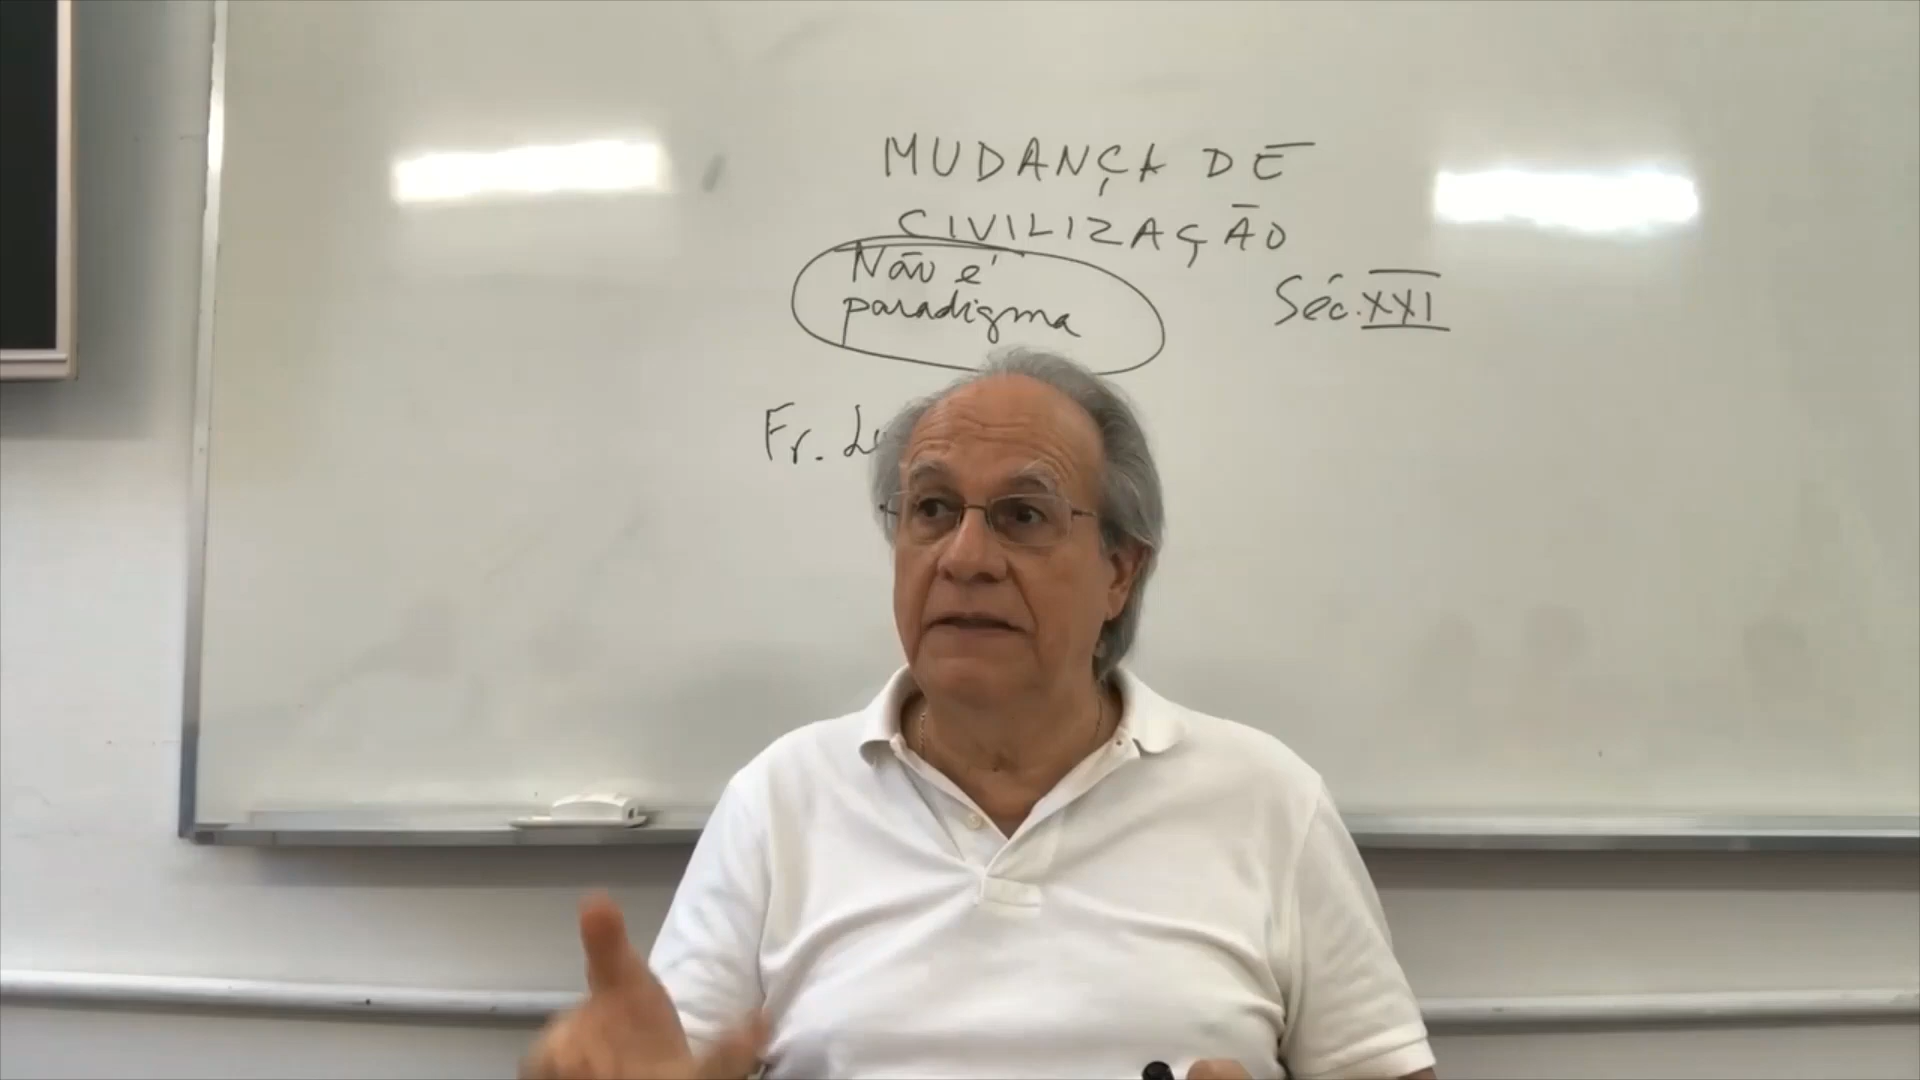 MUDANÇA DE
CIVILIZAÇÃO
Não é
paradigma
Séc. XXI
Fr.